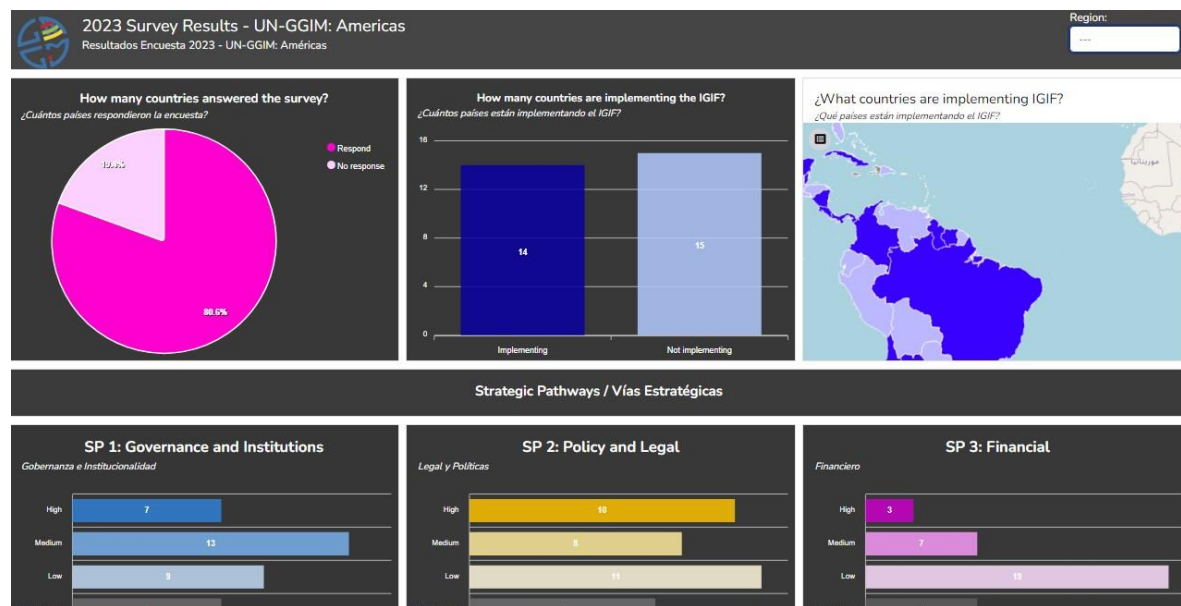 2023 Survey Results - UN-GGIM: Americas
Resultados Encuesta 2023 - UN-GGIM: Américas
Region:
---
How many countries answered the survey?
¿Cuántos países respondieron la encuesta?
Respond
No response
80.6%
How many countries are implementing the IGIF?
¿Cuántos países están implementando el IGIF?
16
12
8
4
0
14
15
Implementing
Not implementing
¿What countries are implementing IGIF?
¿Qué países están implementando el IGIF?
موريتانيا
Strategic Pathways / Vías Estratégicas
SP 1: Governance and Institutions
Gobernanza e Institucionalidad
High
7
Medium
13
Low
9
SP 2: Policy and Legal
Legal y Políticas
High
10
Medium
8
Low
11
SP 3: Financial
Financiero
High
3
Medium
7
Low
19